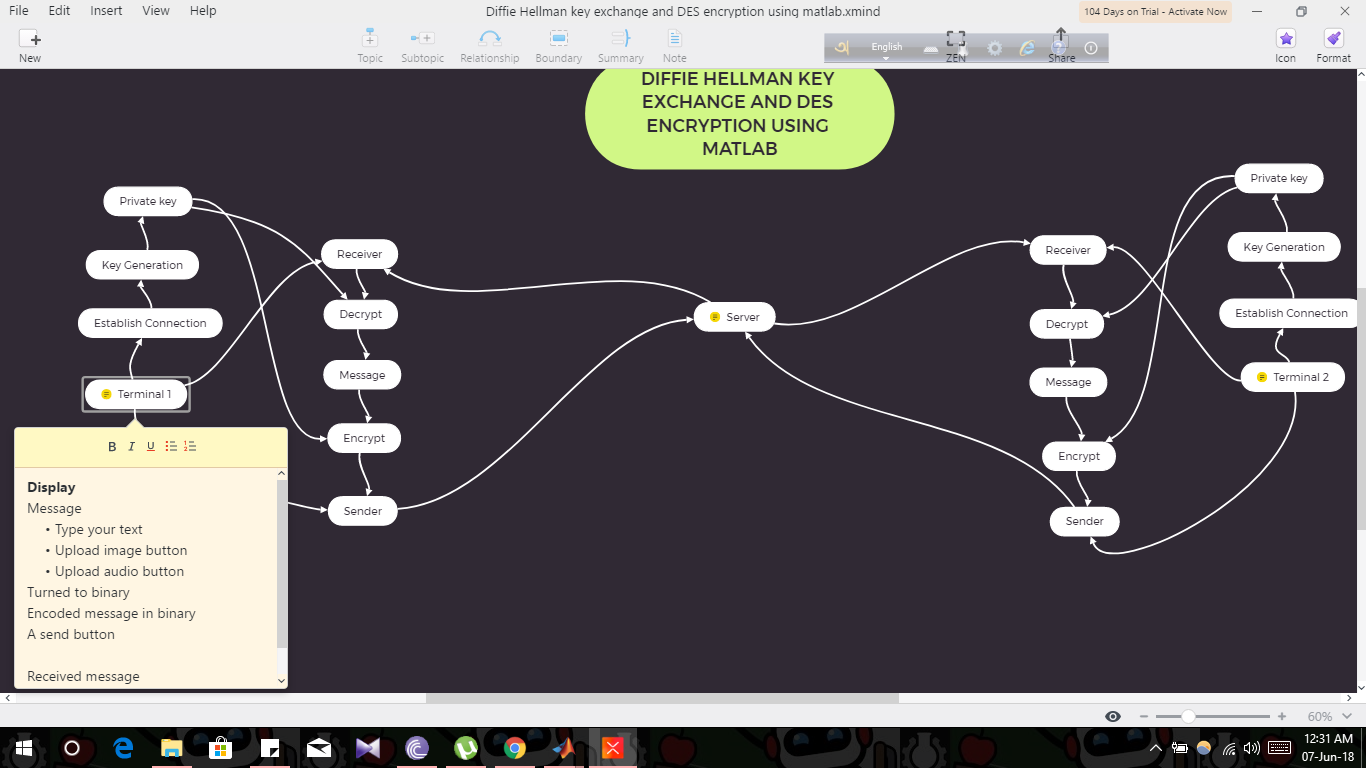 File Edit Insert View Help
Diffie Hellman key exchange and DES encryption using matlab.xmind
104 Days on Trial - Activate Now
New
Topic
Subtopic
Relationship
Boundary
Summary
Note
English
ZEN
Share
Icon
Format
DIFFIE HELLMAN KEY
EXCHANGE AND DES
ENCRYPTION USING
MATLAB
Private key
Key Generation
Establish Connection
Terminal 1
Receiver
Decrypt
Message
Encrypt
Sender
Server
Receiver
Decrypt
Message
Encrypt
Sender
Private key
Key Generation
Establish Connection
Terminal 2
B I U
Display
Message
• Type your text
• Upload image button
• Upload audio button
Turned to binary
Encoded message in binary
A send button
Received message
60%
12:31 AM
07-Jun-18